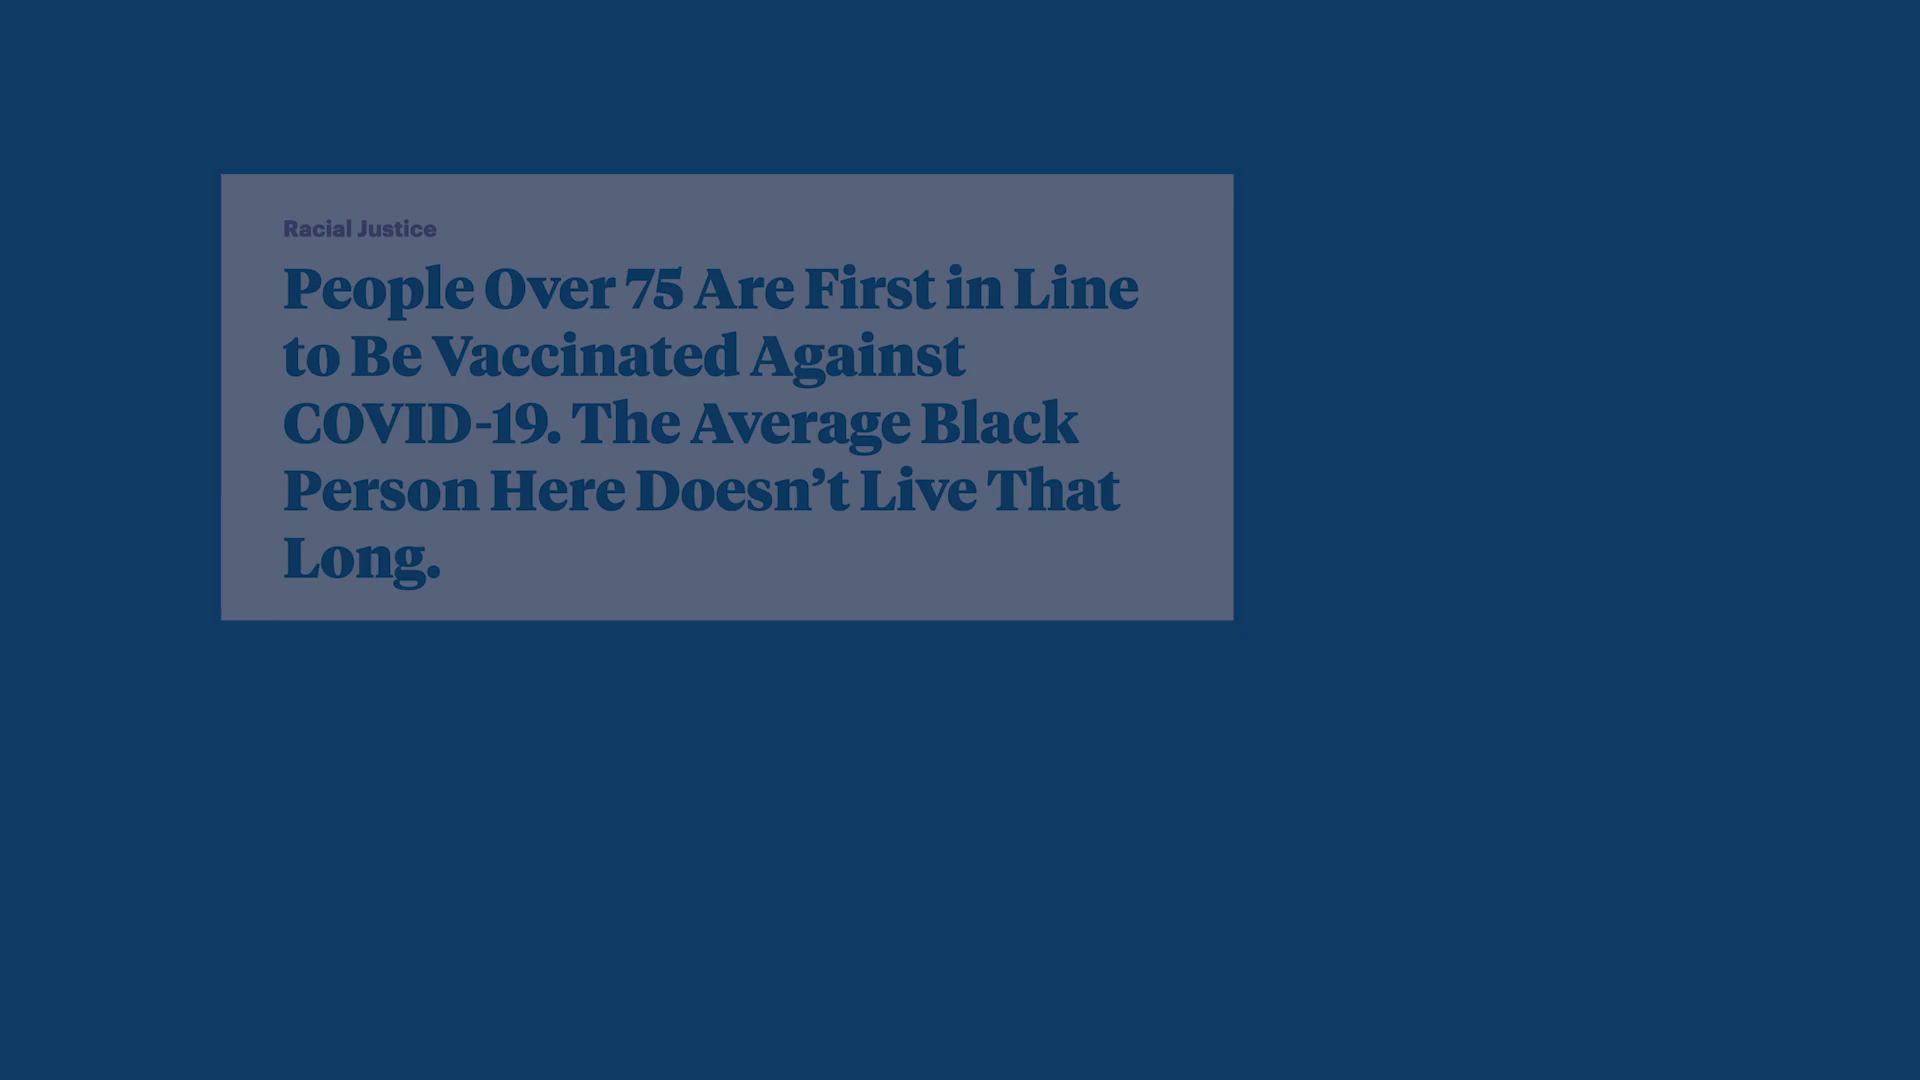 Racial Justice
People Over 75 Are First in Line
to Be Vaccinated Against
COVID-19. The Average Black
Person Here Doesn’t Live That
Long.